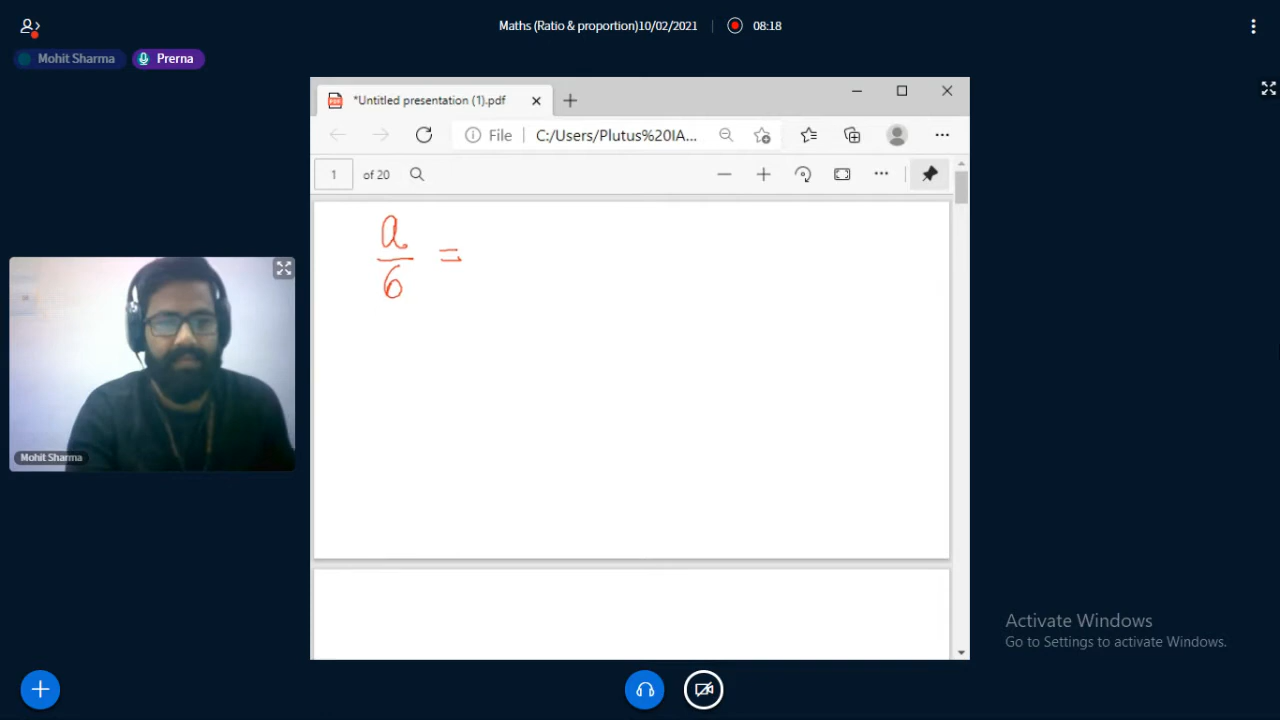 Maths (Ratio & proportion)10/02/2021 08:18
Mohit Sharma Prerna
*Untitled presentation (1).pdf
File C:/Users/Plutus%20IA...
1 of 20
a/6 =
Mohit Sharma
Activate Windows
Go to Settings to activate Windows.